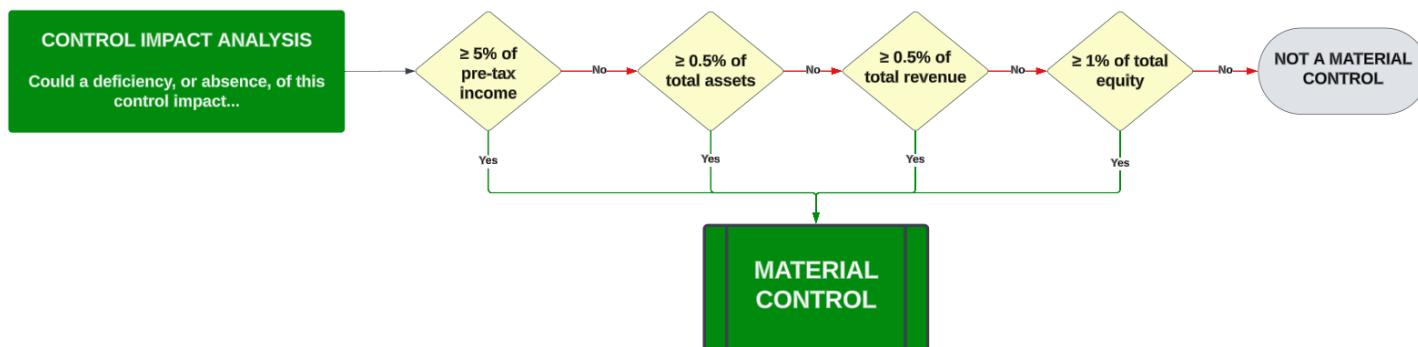 CONTROL IMPACT ANALYSIS
Could a deficiency, or absence, of this
control impact...
≥ 5% of
pre-tax
income
No
≥ 0.5% of
total assets
No
≥ 0.5% of
total revenue
No
≥ 1% of total
equity
No
NOT A MATERIAL
CONTROL
Yes
Yes
Yes
Yes
MATERIAL
CONTROL